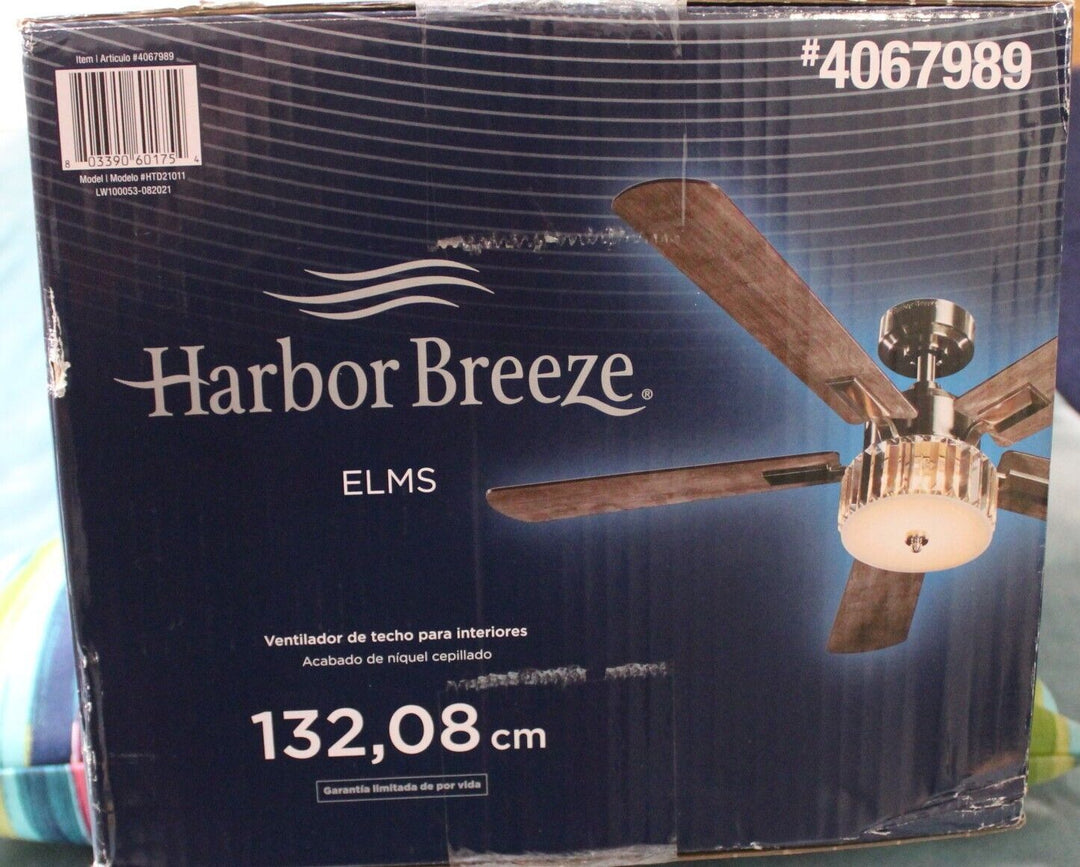 Item | Artículo #4067989
8 03390 60175 4
Model | Modelo #HTD21011
LW100053-082021
#4067989
Harbor Breeze®
ELMS
Ventilador de techo para interiores
Acabado de níquel cepillado
132,08 cm
Garantía limitada de por vida